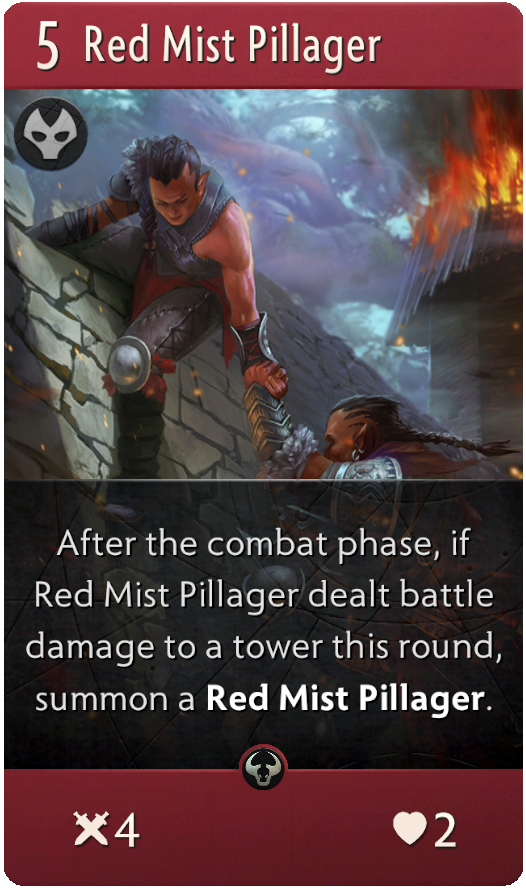 5 Red Mist Pillager
After the combat phase, if
Red Mist Pillager dealt battle
damage to a tower this round,
summon a Red Mist Pillager.
4 2